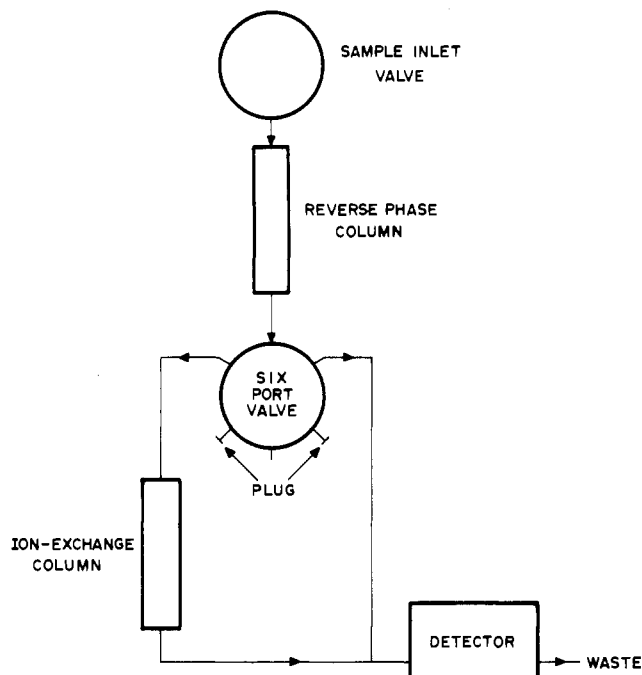 SAMPLE INLET
VALVE
REVERSE PHASE
COLUMN
SIX
PORT
VALVE
PLUG
ION-EXCHANGE
COLUMN
DETECTOR
WASTE